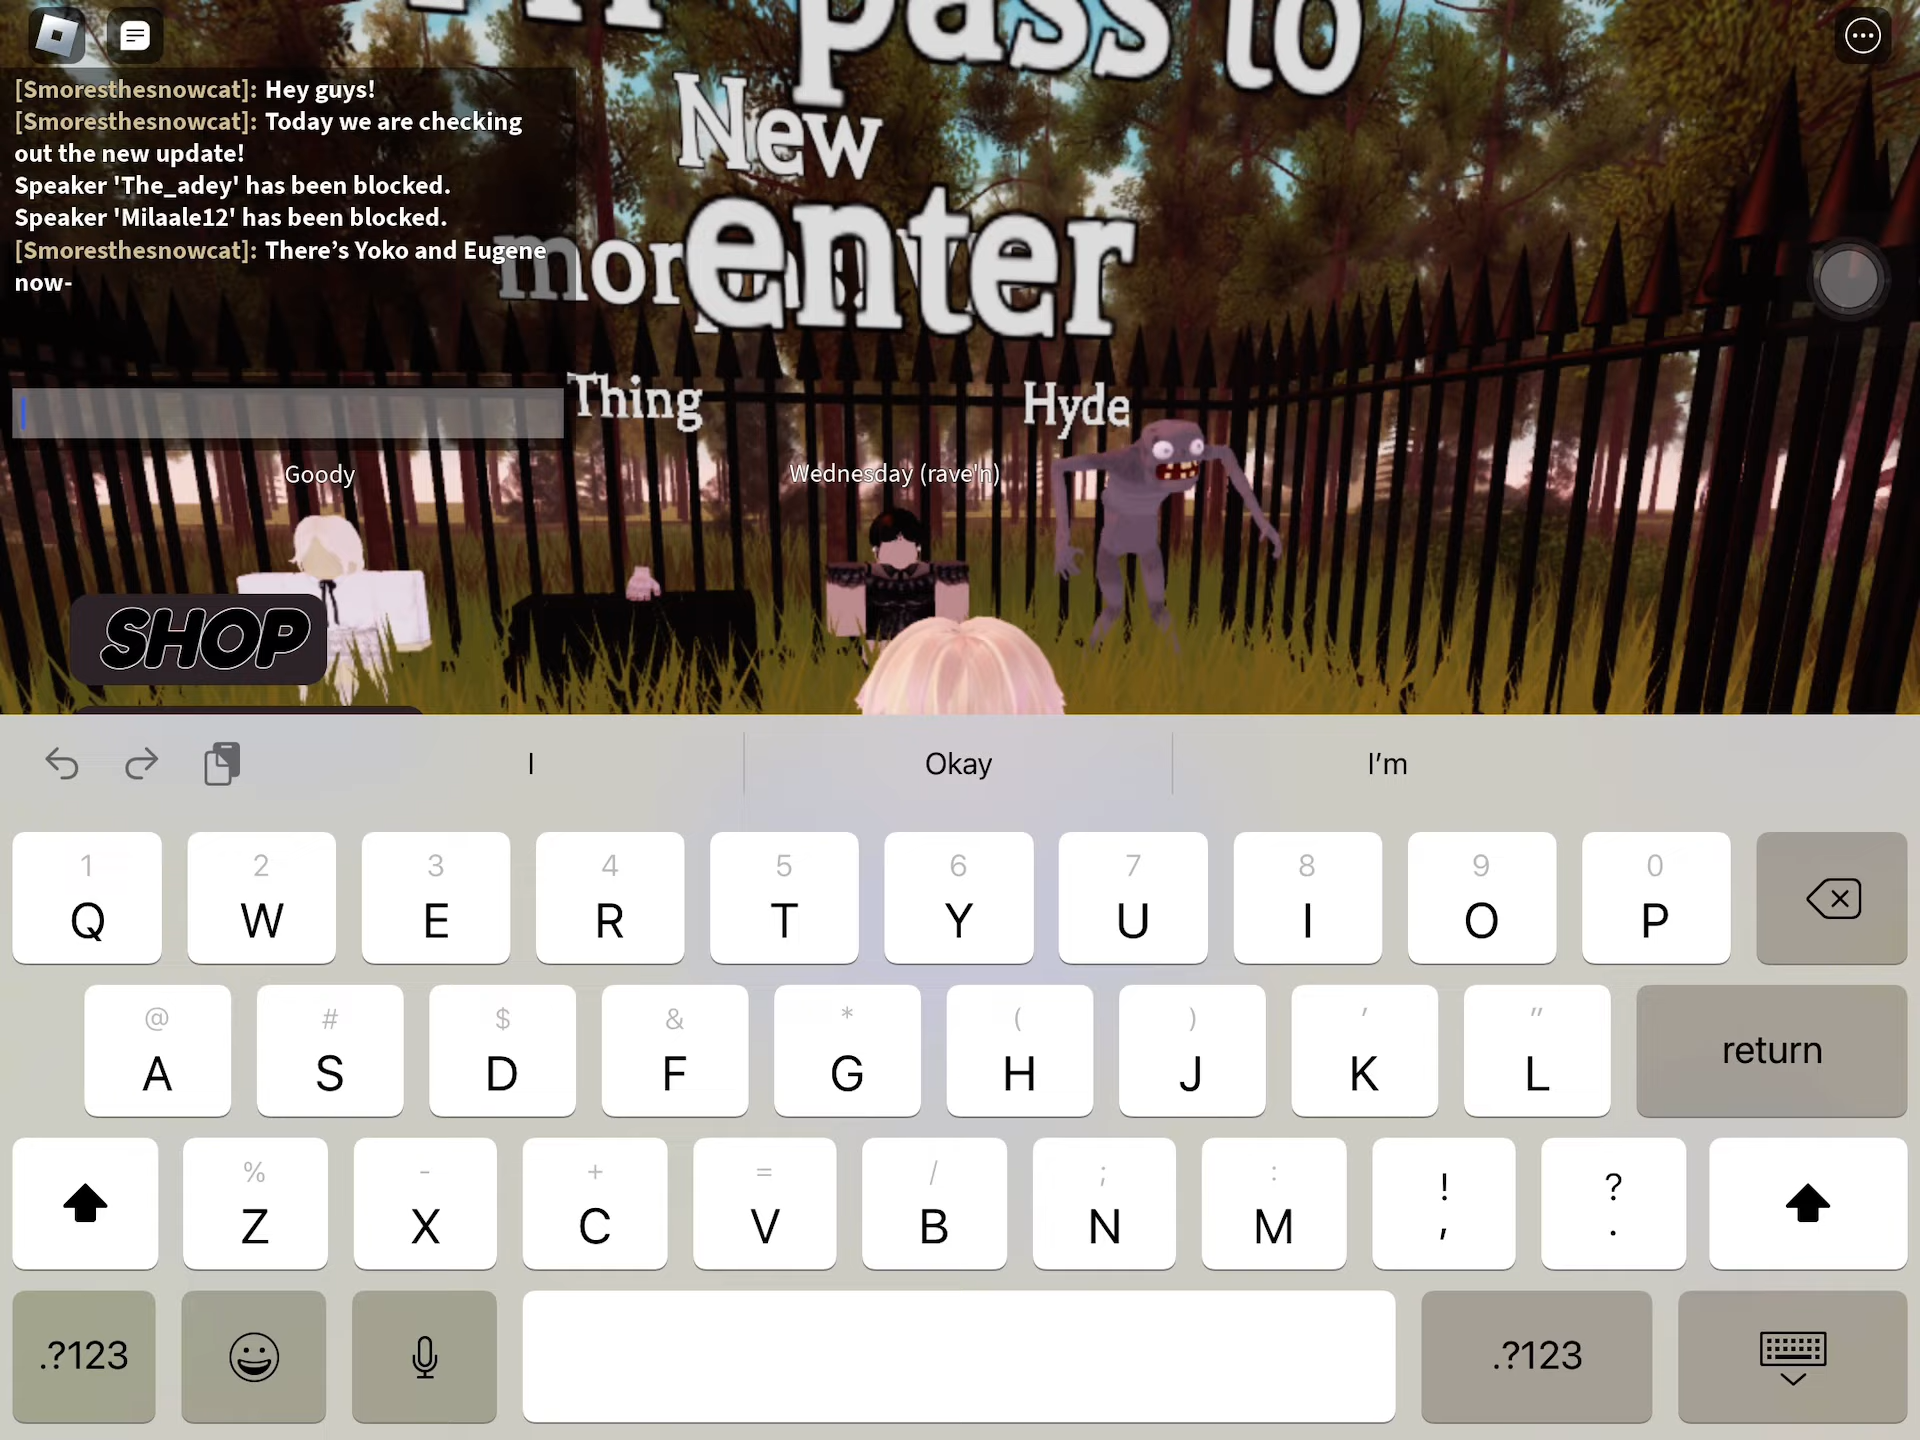 pass to
New
enter
[Smoresthesnowcat]: Hey guys!
[Smoresthesnowcat]: Today we are checking
out the new update!
Speaker 'The_adey' has been blocked.
Speaker 'Milaale12' has been blocked.
[Smoresthesnowcat]: There’s Yoko and Eugene
now-
Thing
Hyde
Goody
Wednesday (rave'n)
SHOP
I
Okay
I’m
1 2 3 4 5 6 7 8 9 0
Q W E R T Y U I O P
@ # $ & * ( ) ' "
A S D F G H J K L return
% - + = / ; : ! ?
Z X C V B N M , .
.?123 .?123